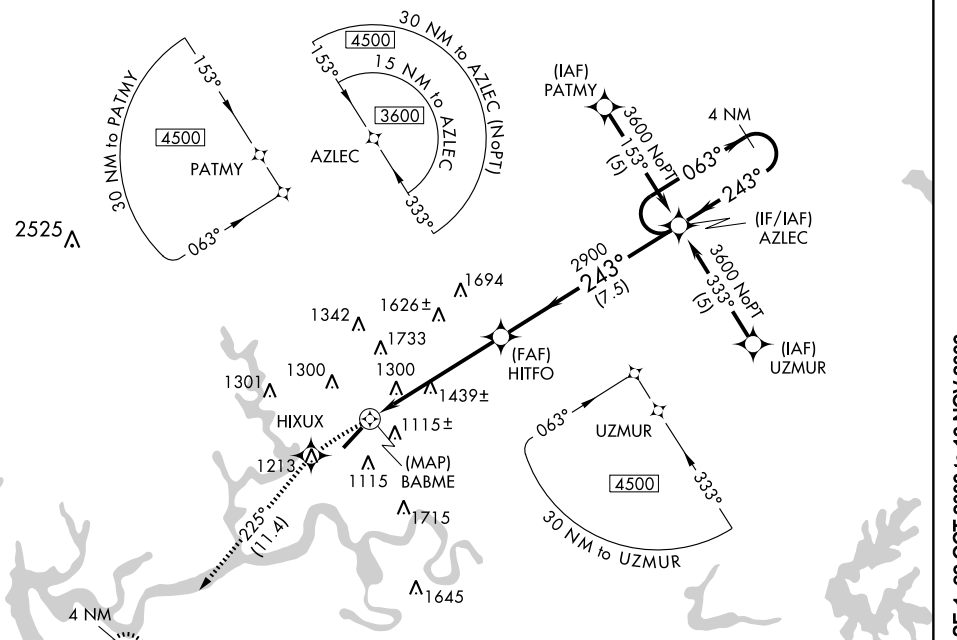 30 NM to PATMY
153°
4500
PATMY
063°
30 NM to AZLEC (NoPT)
4500
15 NM to AZLEC
3600
153°
AZLEC
333°
(IAF)
PATMY
3600 NoPT
153°
(5)
4 NM
063°
243°
(IF/IAF)
AZLEC
3600 NoPT
333°
(5)
(IAF)
UZMUR
2900
243°
(7.5)
(FAF)
HITFO
2525
1694
1626±
1342
1733
1300
1300
1301
1439±
HIXUX
1115±
1213
(MAP)
BABME
1115
1715
225°
(11.4)
1645
4 NM
063°
UZMUR
4500
333°
30 NM to UZMUR